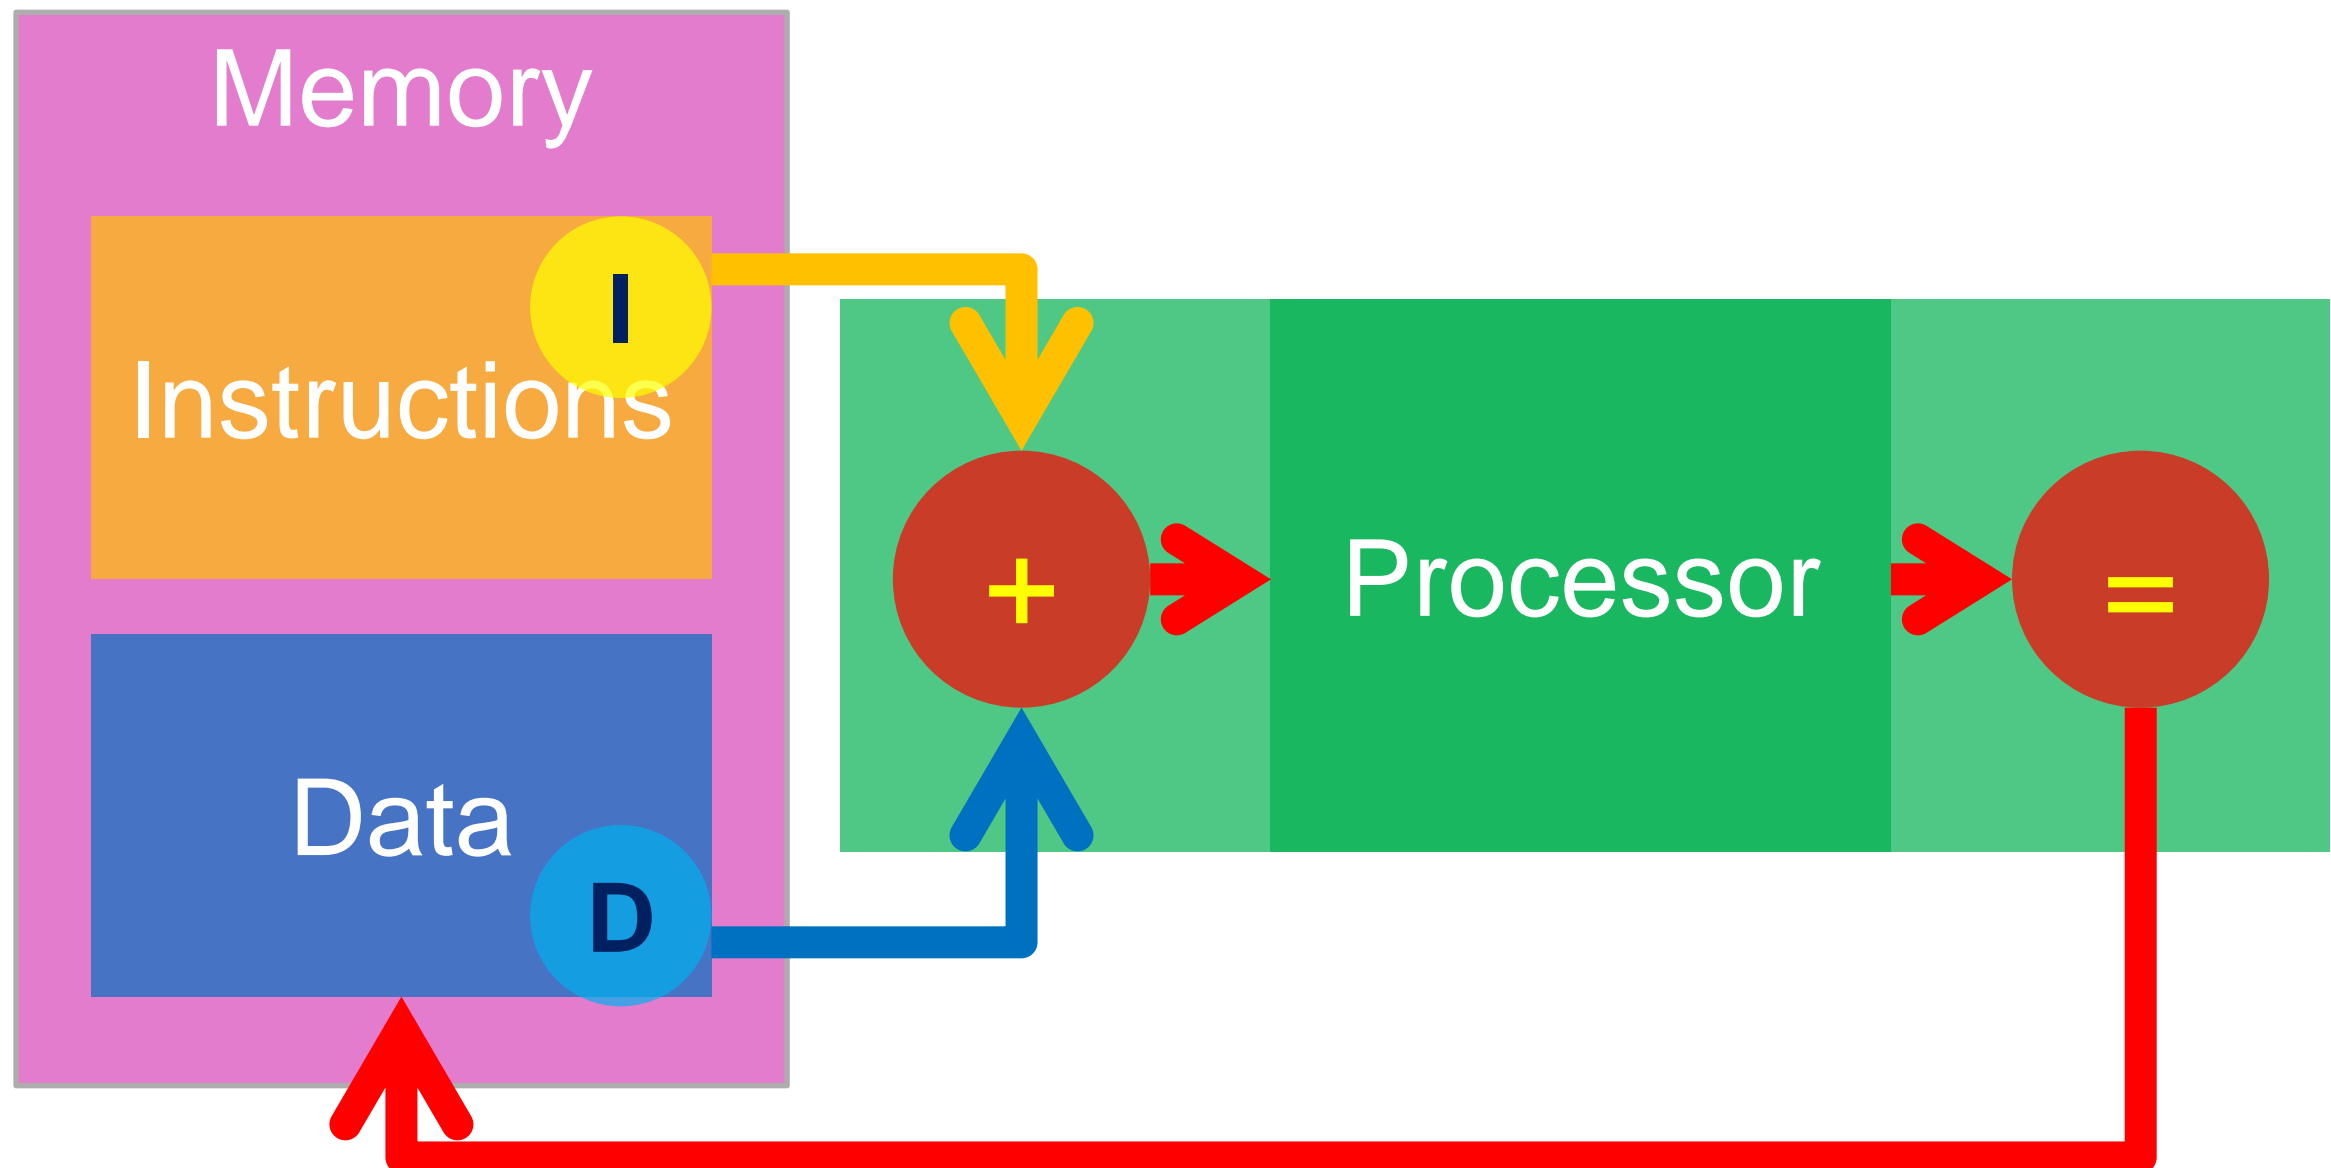 Memory
I
Instructions
Data
D
+
Processor
=